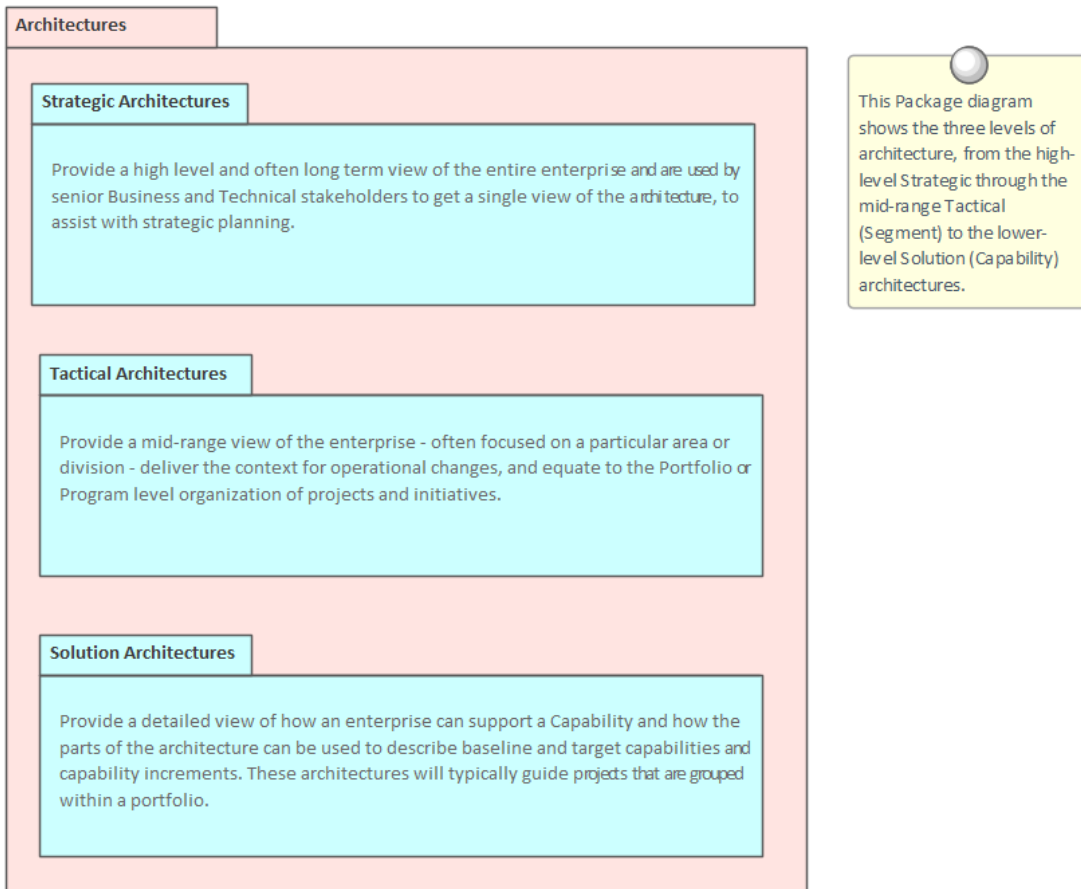 Architectures
Strategic Architectures
Provide a high level and often long term view of the entire enterprise and are used by
senior Business and Technical stakeholders to get a single view of the architecture, to
assist with strategic planning.
Tactical Architectures
Provide a mid-range view of the enterprise - often focused on a particular area or
division - deliver the context for operational changes, and equate to the Portfolio or
Program level organization of projects and initiatives.
Solution Architectures
Provide a detailed view of how an enterprise can support a Capability and how the
parts of the architecture can be used to describe baseline and target capabilities and
capability increments. These architectures will typically guide projects that are grouped
within a portfolio.
This Package diagram
shows the three levels of
architecture, from the high-
level Strategic through the
mid-range Tactical
(Segment) to the lower-
level Solution (Capability)
architectures.